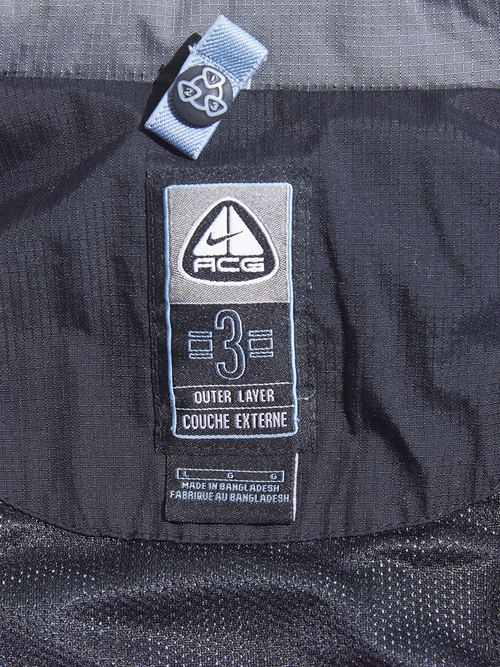 ACG
3
OUTER LAYER
COUCHE EXTERNE
L G G
MADE IN BANGLADESH
FABRIQUE AU BANGLADESH